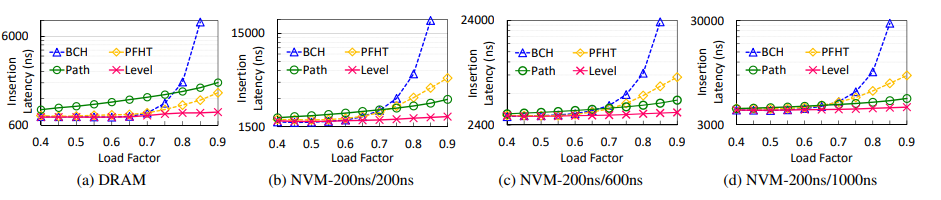 Insertion
Latency (ns)
6000
600
BCH
PFHT
Path
Level
0.4 0.5 0.6 0.7 0.8 0.9
Load Factor
(a) DRAM
Insertion
Latency (ns)
15000
1500
BCH
PFHT
Path
Level
0.4 0.5 0.6 0.7 0.8 0.9
Load Factor
(b) NVM-200ns/200ns
Insertion
Latency (ns)
24000
2400
BCH
PFHT
Path
Level
0.4 0.5 0.6 0.7 0.8 0.9
Load Factor
(c) NVM-200ns/600ns
Insertion
Latency (ns)
30000
3000
BCH
PFHT
Path
Level
0.4 0.5 0.6 0.7 0.8 0.9
Load Factor
(d) NVM-200ns/1000ns